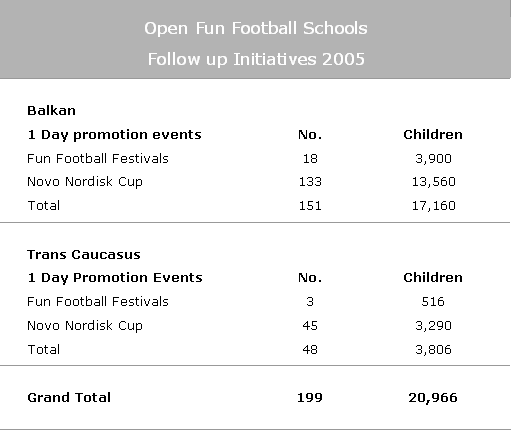 Open Fun Football Schools
Follow up Initiatives 2005
Balkan
1 Day promotion events No. Children
Fun Football Festivals 18 3,900
Novo Nordisk Cup 133 13,560
Total 151 17,160
Trans Caucasus
1 Day Promotion Events No. Children
Fun Football Festivals 3 516
Novo Nordisk Cup 45 3,290
Total 48 3,806
Grand Total 199 20,966